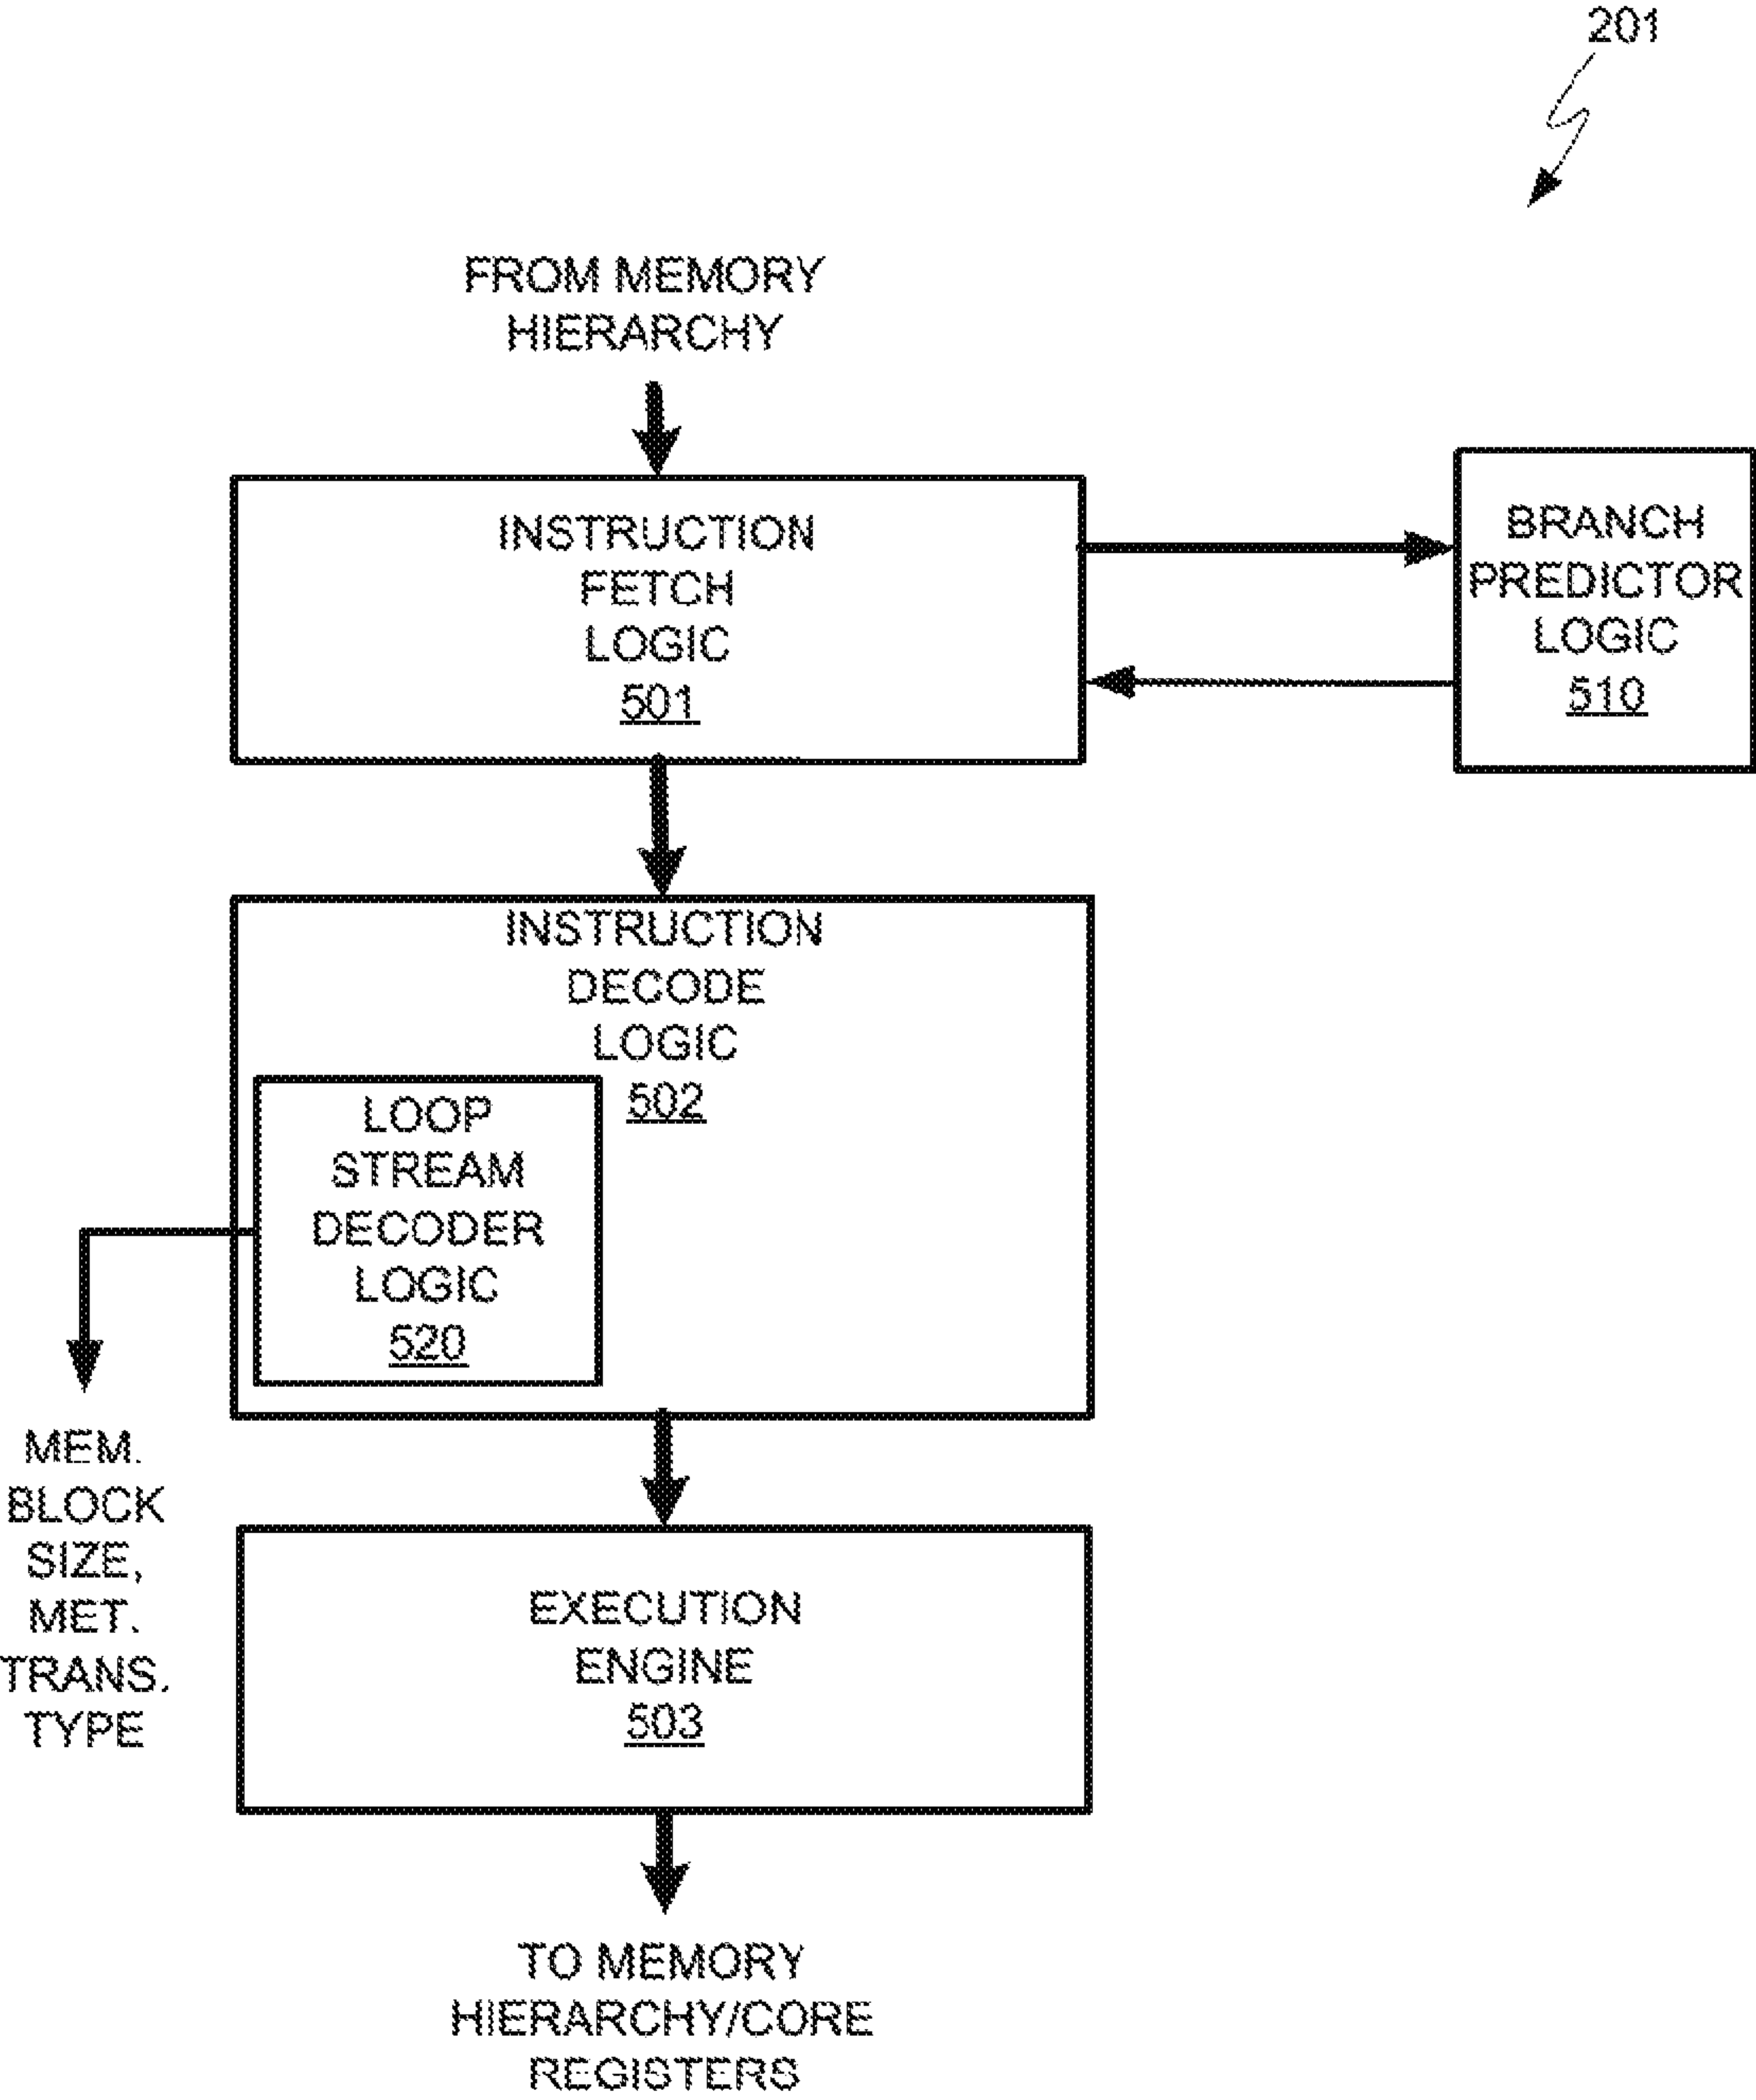 201
FROM MEMORY
HIERARCHY
INSTRUCTION
FETCH
LOGIC
501
BRANCH
PREDICTOR
LOGIC
510
INSTRUCTION
DECODE
LOGIC
502
LOOP
STREAM
DECODER
LOGIC
520
MEM.
BLOCK
SIZE,
MET.
TRANS.
TYPE
EXECUTION
ENGINE
503
TO MEMORY
HIERARCHY/CORE
REGISTERS